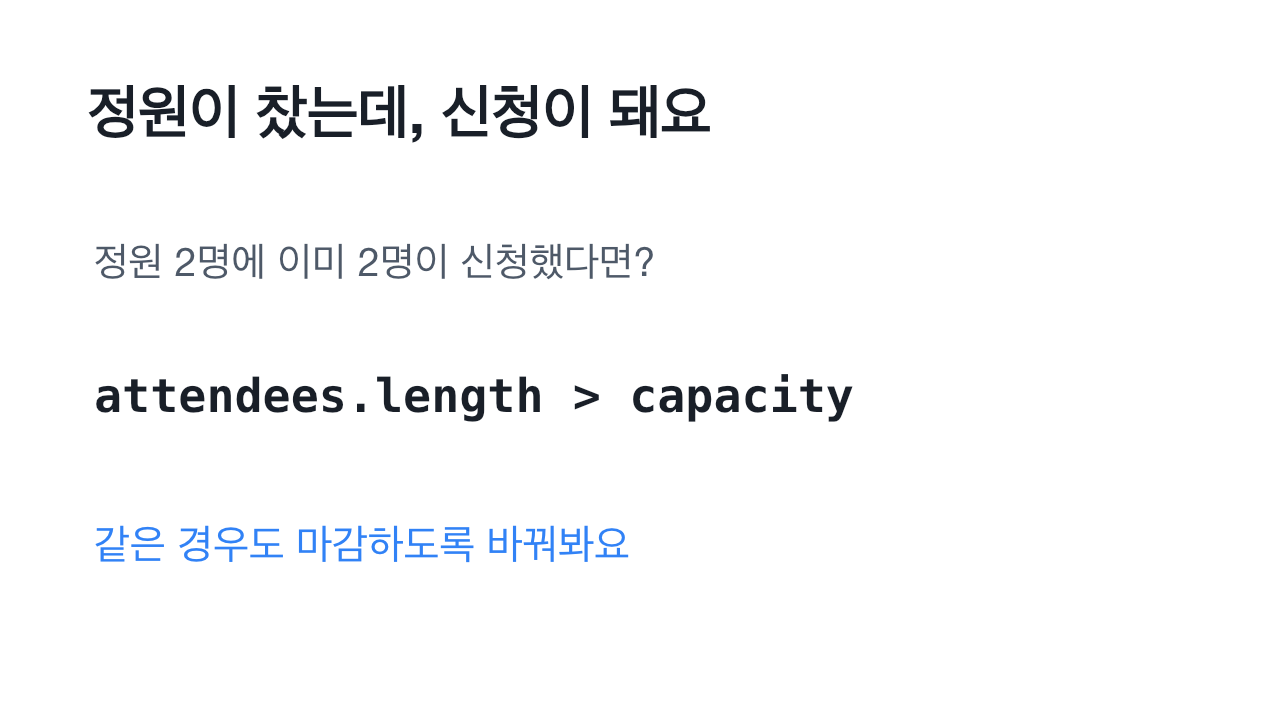 정원이 찼는데, 신청이 돼요
정원 2명에 이미 2명이 신청했다면?
attendees.length > capacity
같은 경우도 마감하도록 바꿔봐요